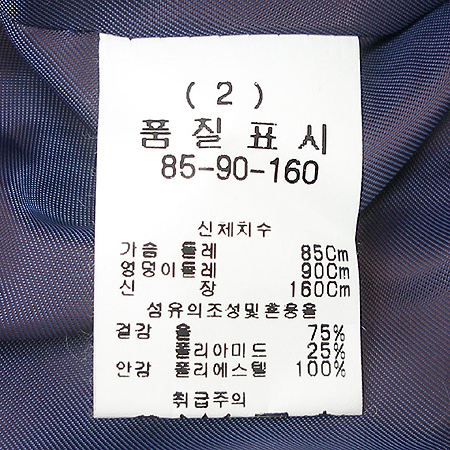 ( 2 )
품 질 표 시
85-90-160
신체치수
가슴 둘레 85Cm
엉덩이둘레 90Cm
신 장 160Cm
섬유의조성및혼용율
겉감 울 75%
폴리아미드 25%
안감 폴리에스텔 100%
취급주의